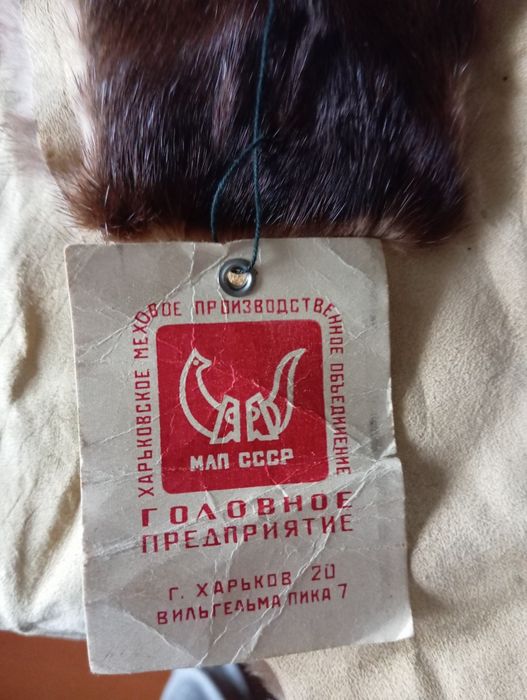 ХАРЬКОВСКОЕ МЕХОВОЕ ПРОИЗВОДСТВЕННОЕ ОБЪЕДИНЕНИЕ
МЛП СССР
ГОЛОВНОЕ
ПРЕДПРИЯТИЕ
Г. ХАРЬКОВ 20
ВИЛЬГЕЛЬМА ПИКА 7